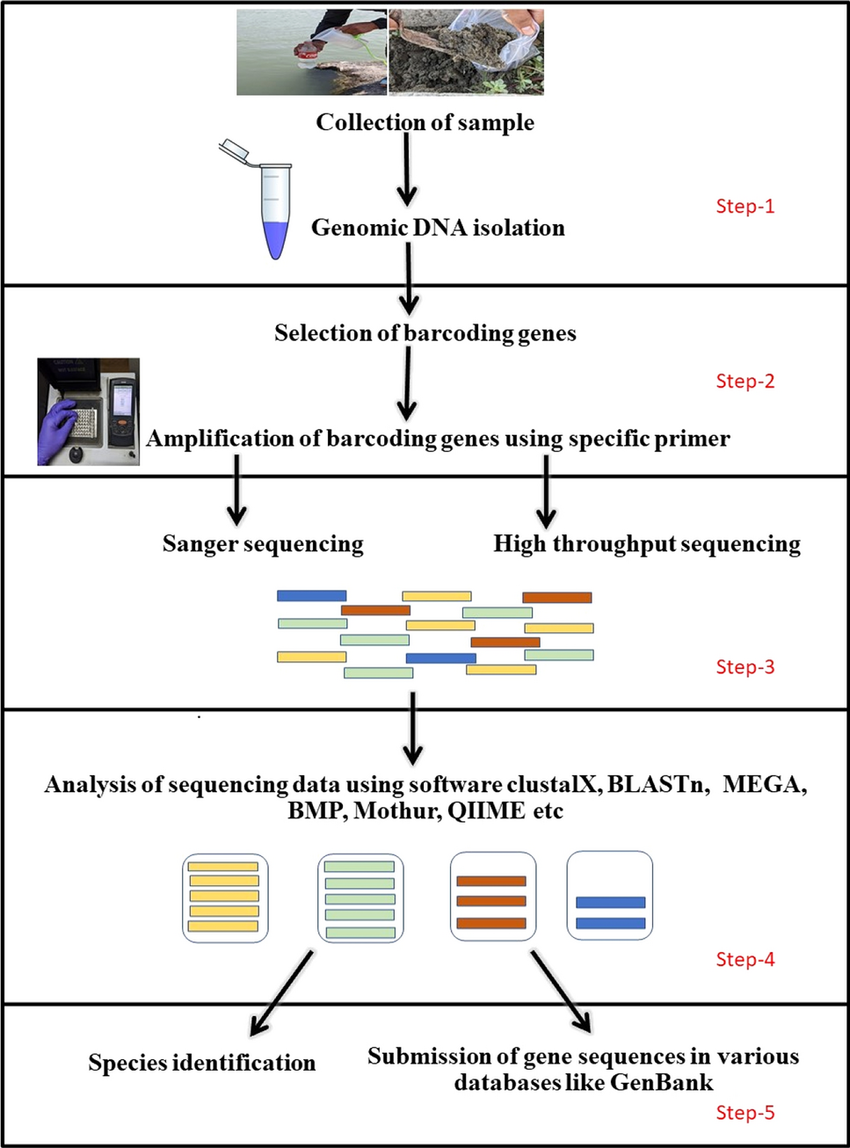 Collection of sample
Step-1
Genomic DNA isolation
Selection of barcoding genes
Step-2
Amplification of barcoding genes using specific primer
Sanger sequencing
High throughput sequencing
Step-3
Analysis of sequencing data using software clustalX, BLASTn, MEGA,
BMP, Mothur, QIIME etc
Step-4
Species identification
Submission of gene sequences in various
databases like GenBank
Step-5